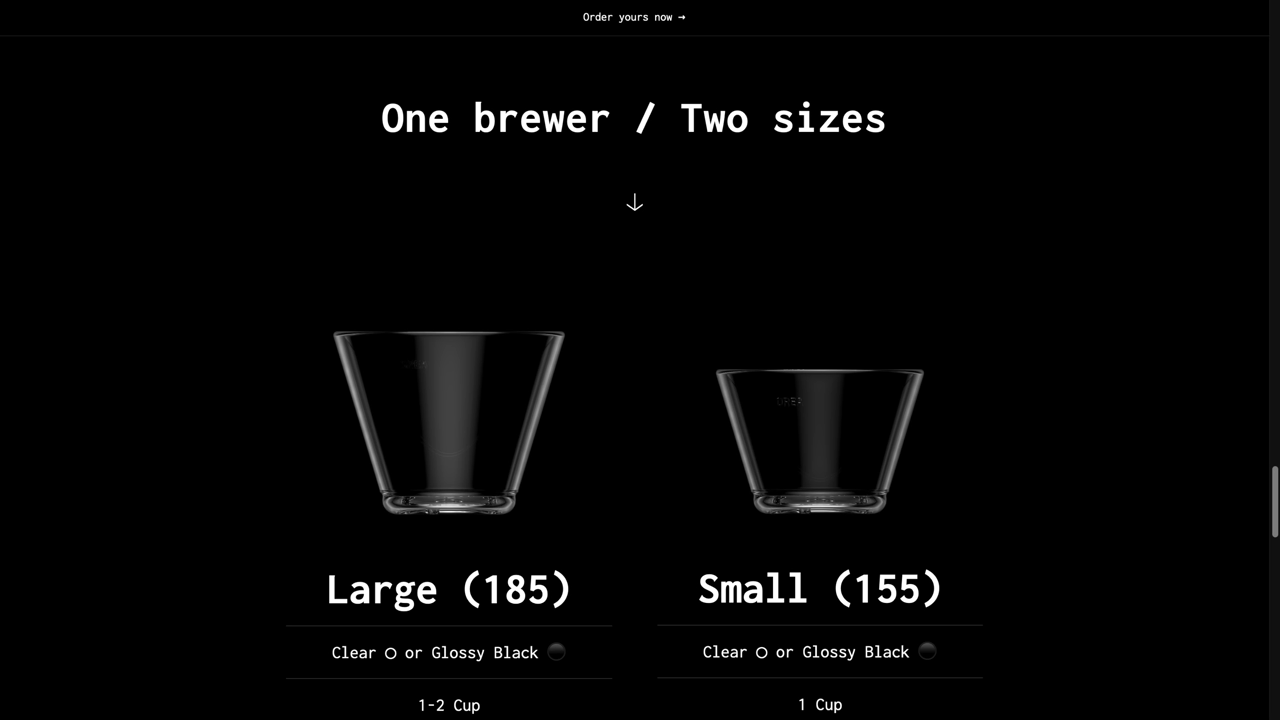 Order yours now →
One brewer / Two sizes
↓
Large (185)
Clear ○ or Glossy Black
1-2 Cup
Small (155)
Clear ○ or Glossy Black
1 Cup